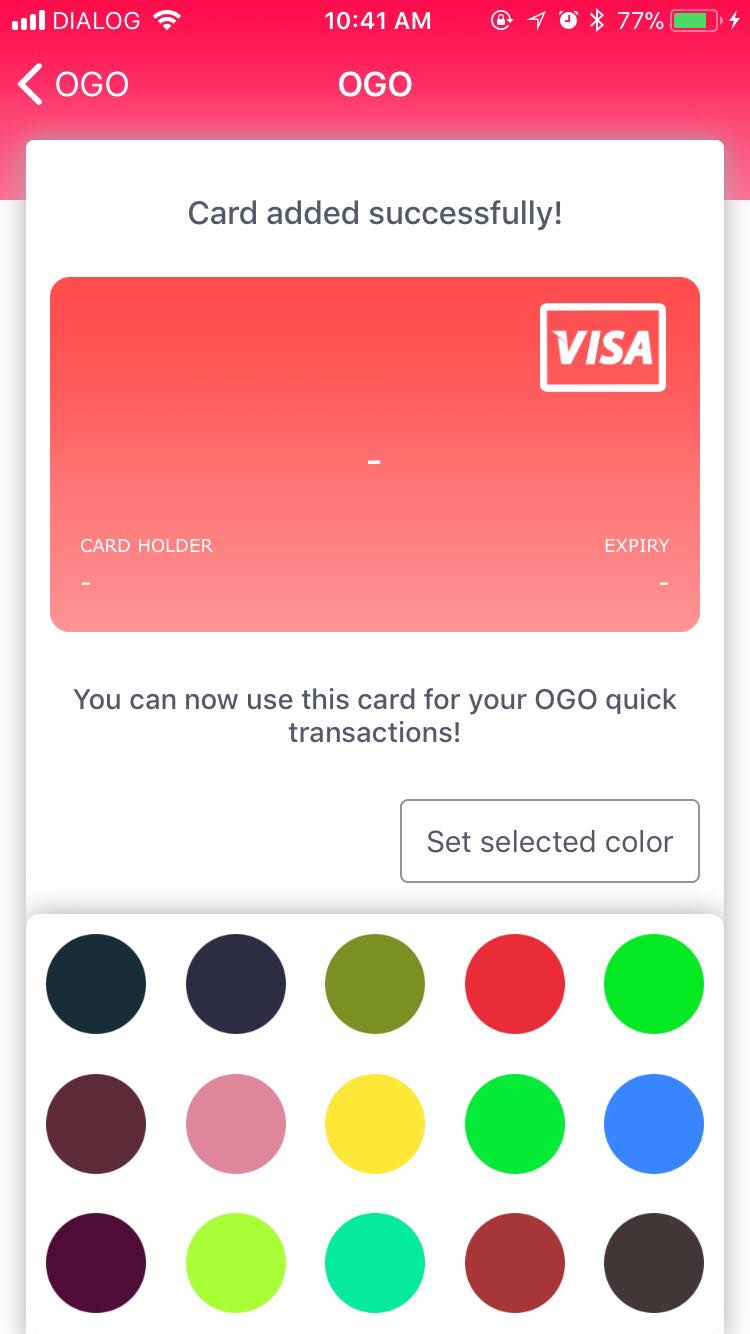 DIALOG 10:41 AM 77%
OGO OGO
Card added successfully!
VISA
-
CARD HOLDER EXPIRY
- -
You can now use this card for your OGO quick
transactions!
Set selected color